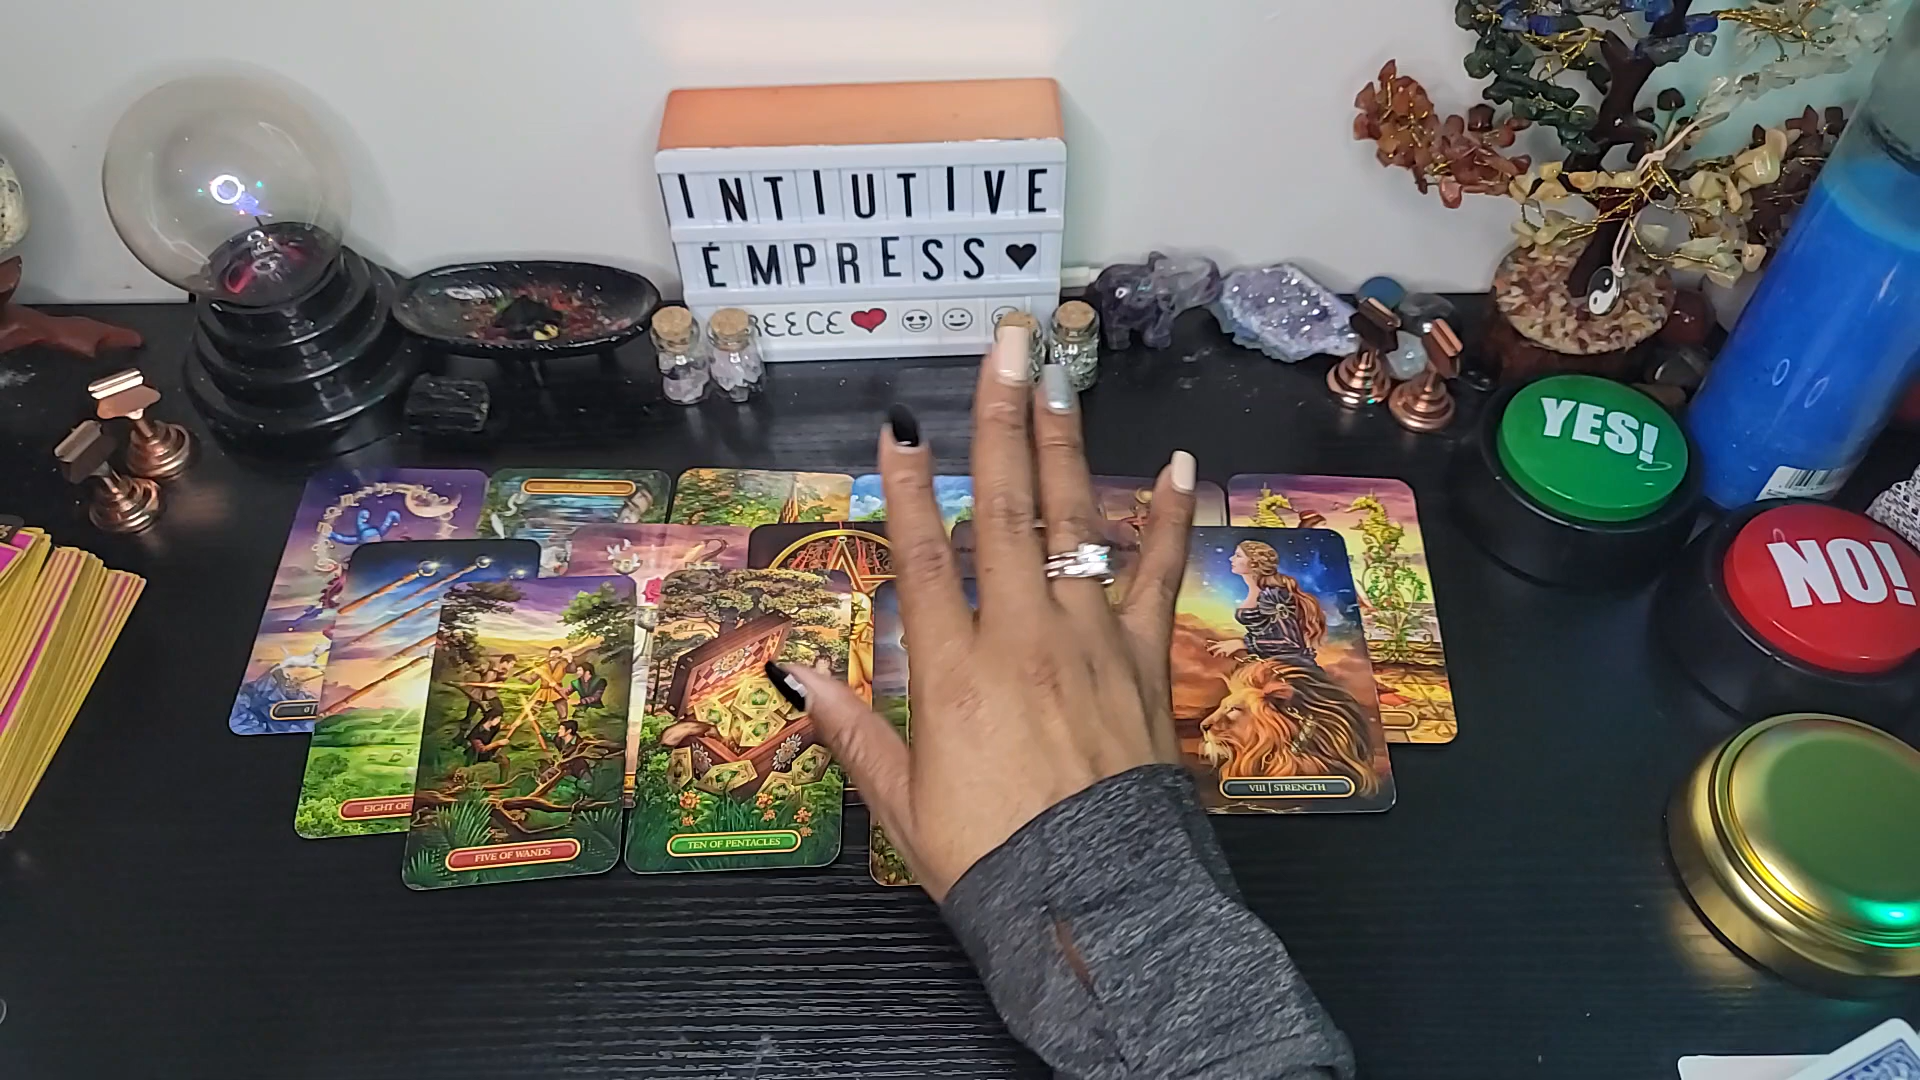 INTIUTIVE
ÉMPRESS♥
REECE
YES!
NO!
EIGHT OF
FIVE OF WANDS
TEN OF PENTACLES
VIII | STRENGTH